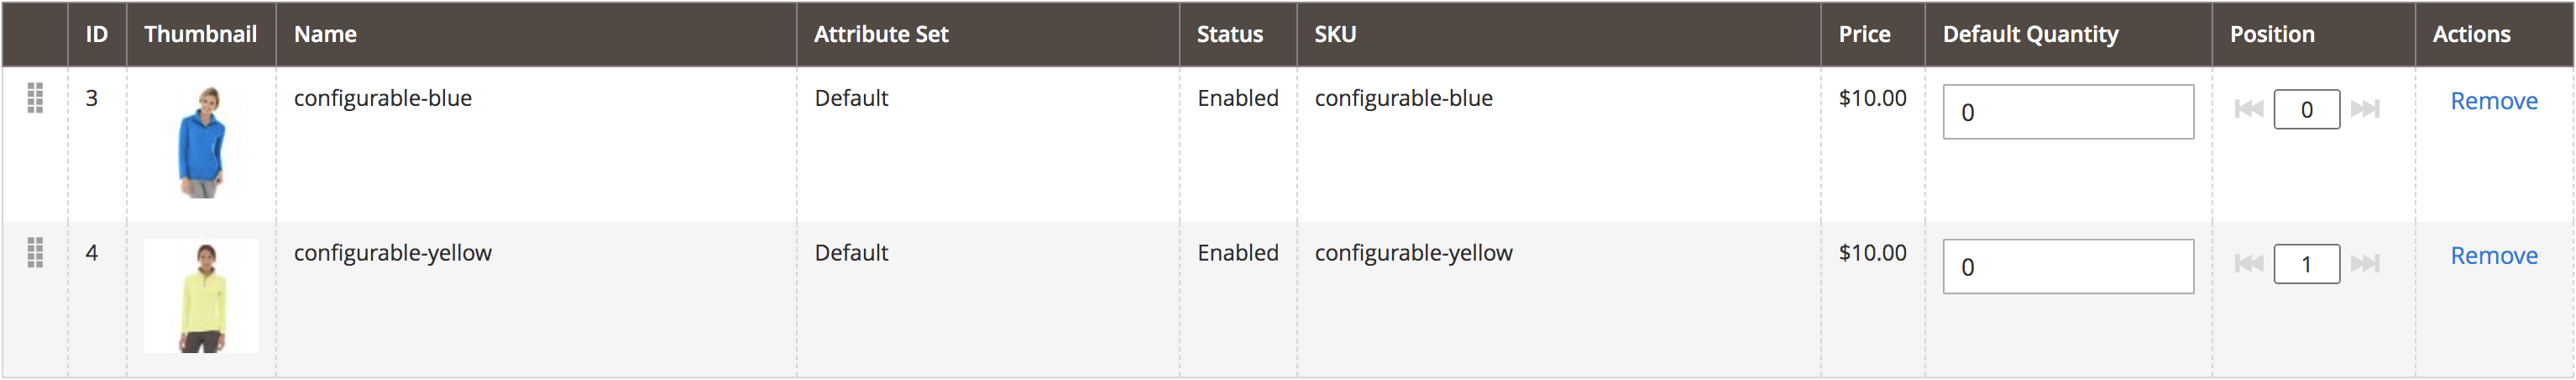 ID Thumbnail Name Attribute Set Status SKU Price Default Quantity Position Actions
3 configurable-blue Default Enabled configurable-blue $10.00 0 0 Remove
4 configurable-yellow Default Enabled configurable-yellow $10.00 0 1 Remove